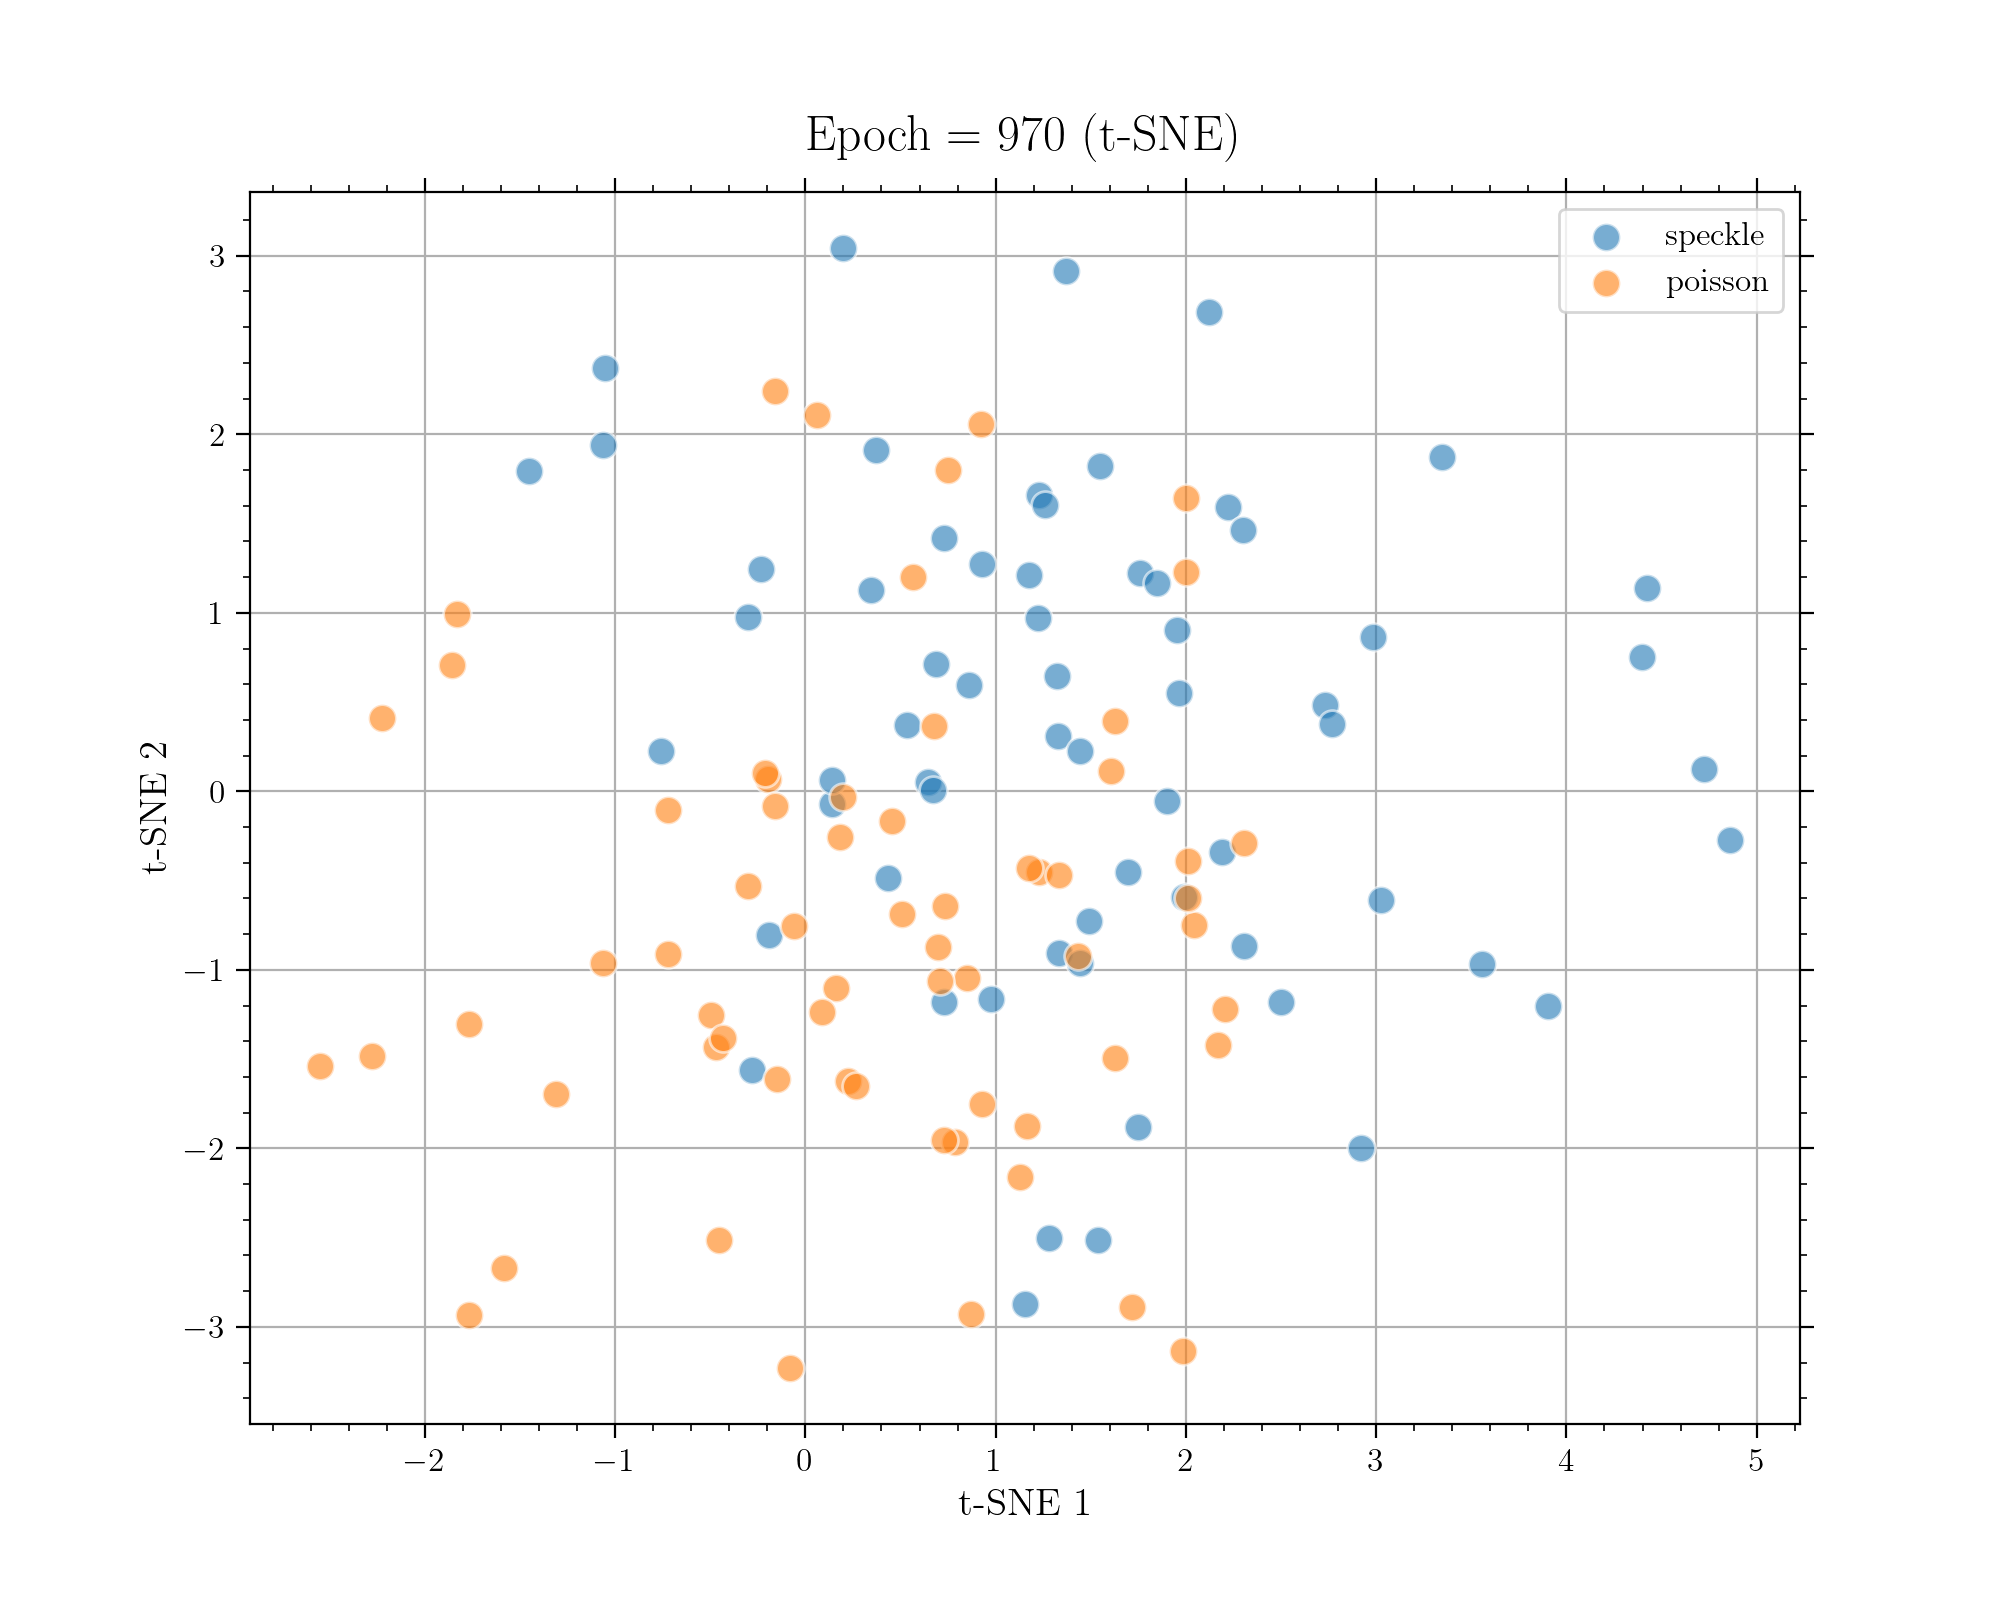 Epoch = 970 (t-SNE)
speckle
poisson
3
2
1
0
−1
−2
−3
t-SNE 2
−2 −1 0 1 2 3 4 5
t-SNE 1